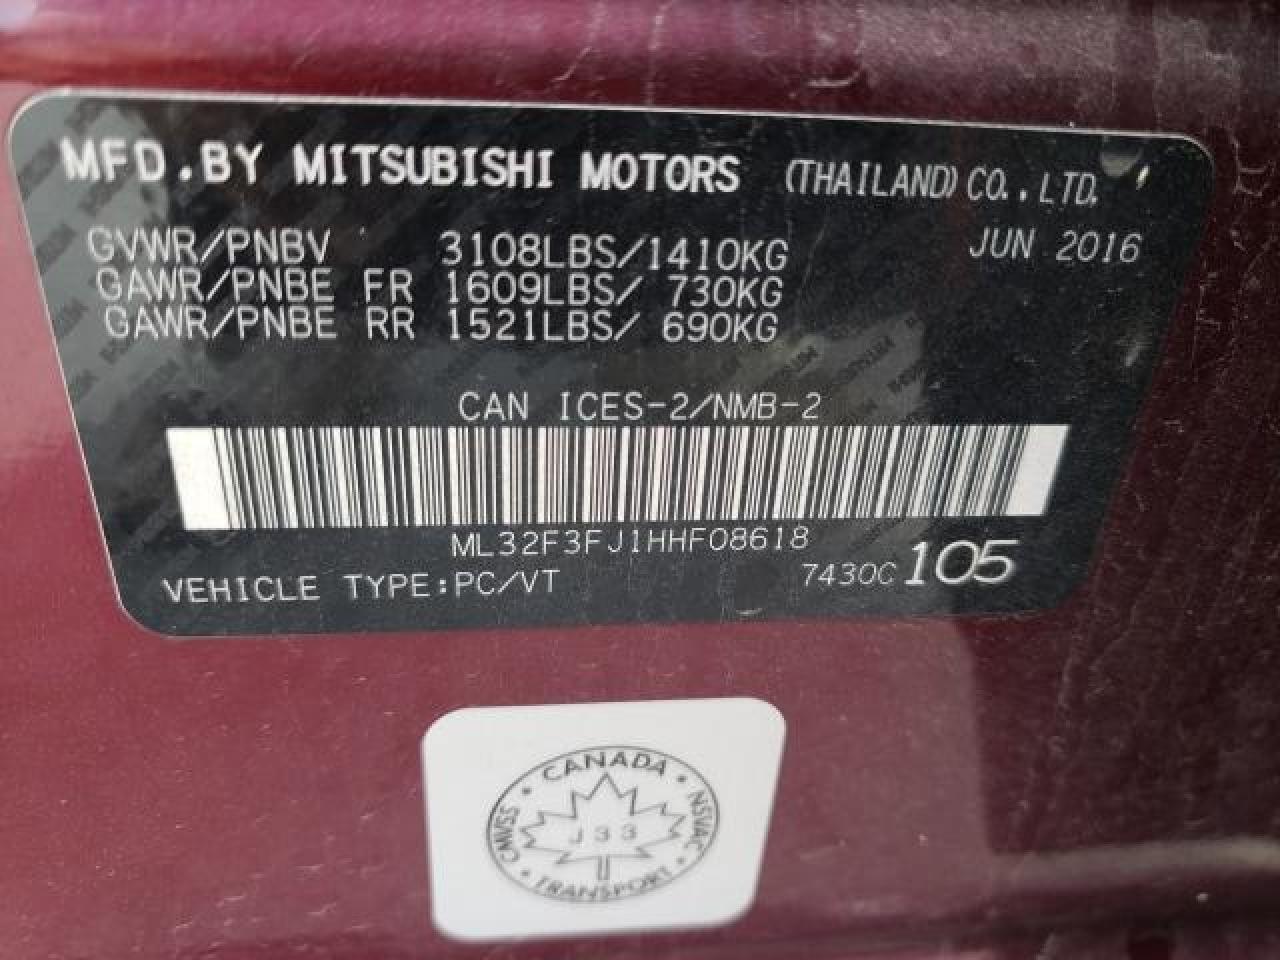 MFD.BY MITSUBISHI MOTORS (THAILAND) CO., LTD.
GVWR/PNBV 3108LBS/1410KG JUN 2016
GAWR/PNBE FR 1609LBS/ 730KG
GAWR/PNBE RR 1521LBS/ 690KG
CAN ICES-2/NMB-2
ML32F3FJ1HHF08618
VEHICLE TYPE:PC/VT 7430C 105
CANADA
CMVSS J33 NSVAC
TRANSPORT